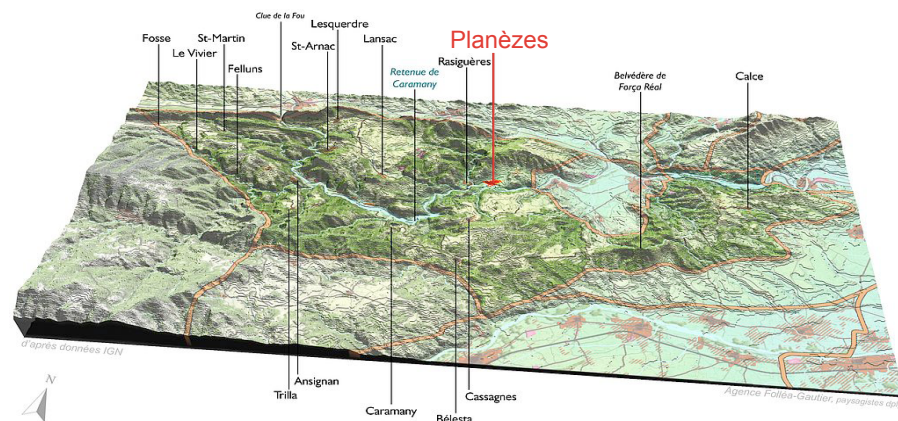 Clue de la Fou
Lesquerdre
St-Martin
Fosse
Le Vivier
St-Arnac
Lansac
Planèzes
Felluns
Retenue de
Caramany
Rasiguères
Belvédère de
Força Réal
Calce
d'après données IGN
N
Trilla
Ansignan
Caramany
Cassagnes
Bélesta
Agence Folléa-Gautier, paysagistes dpl